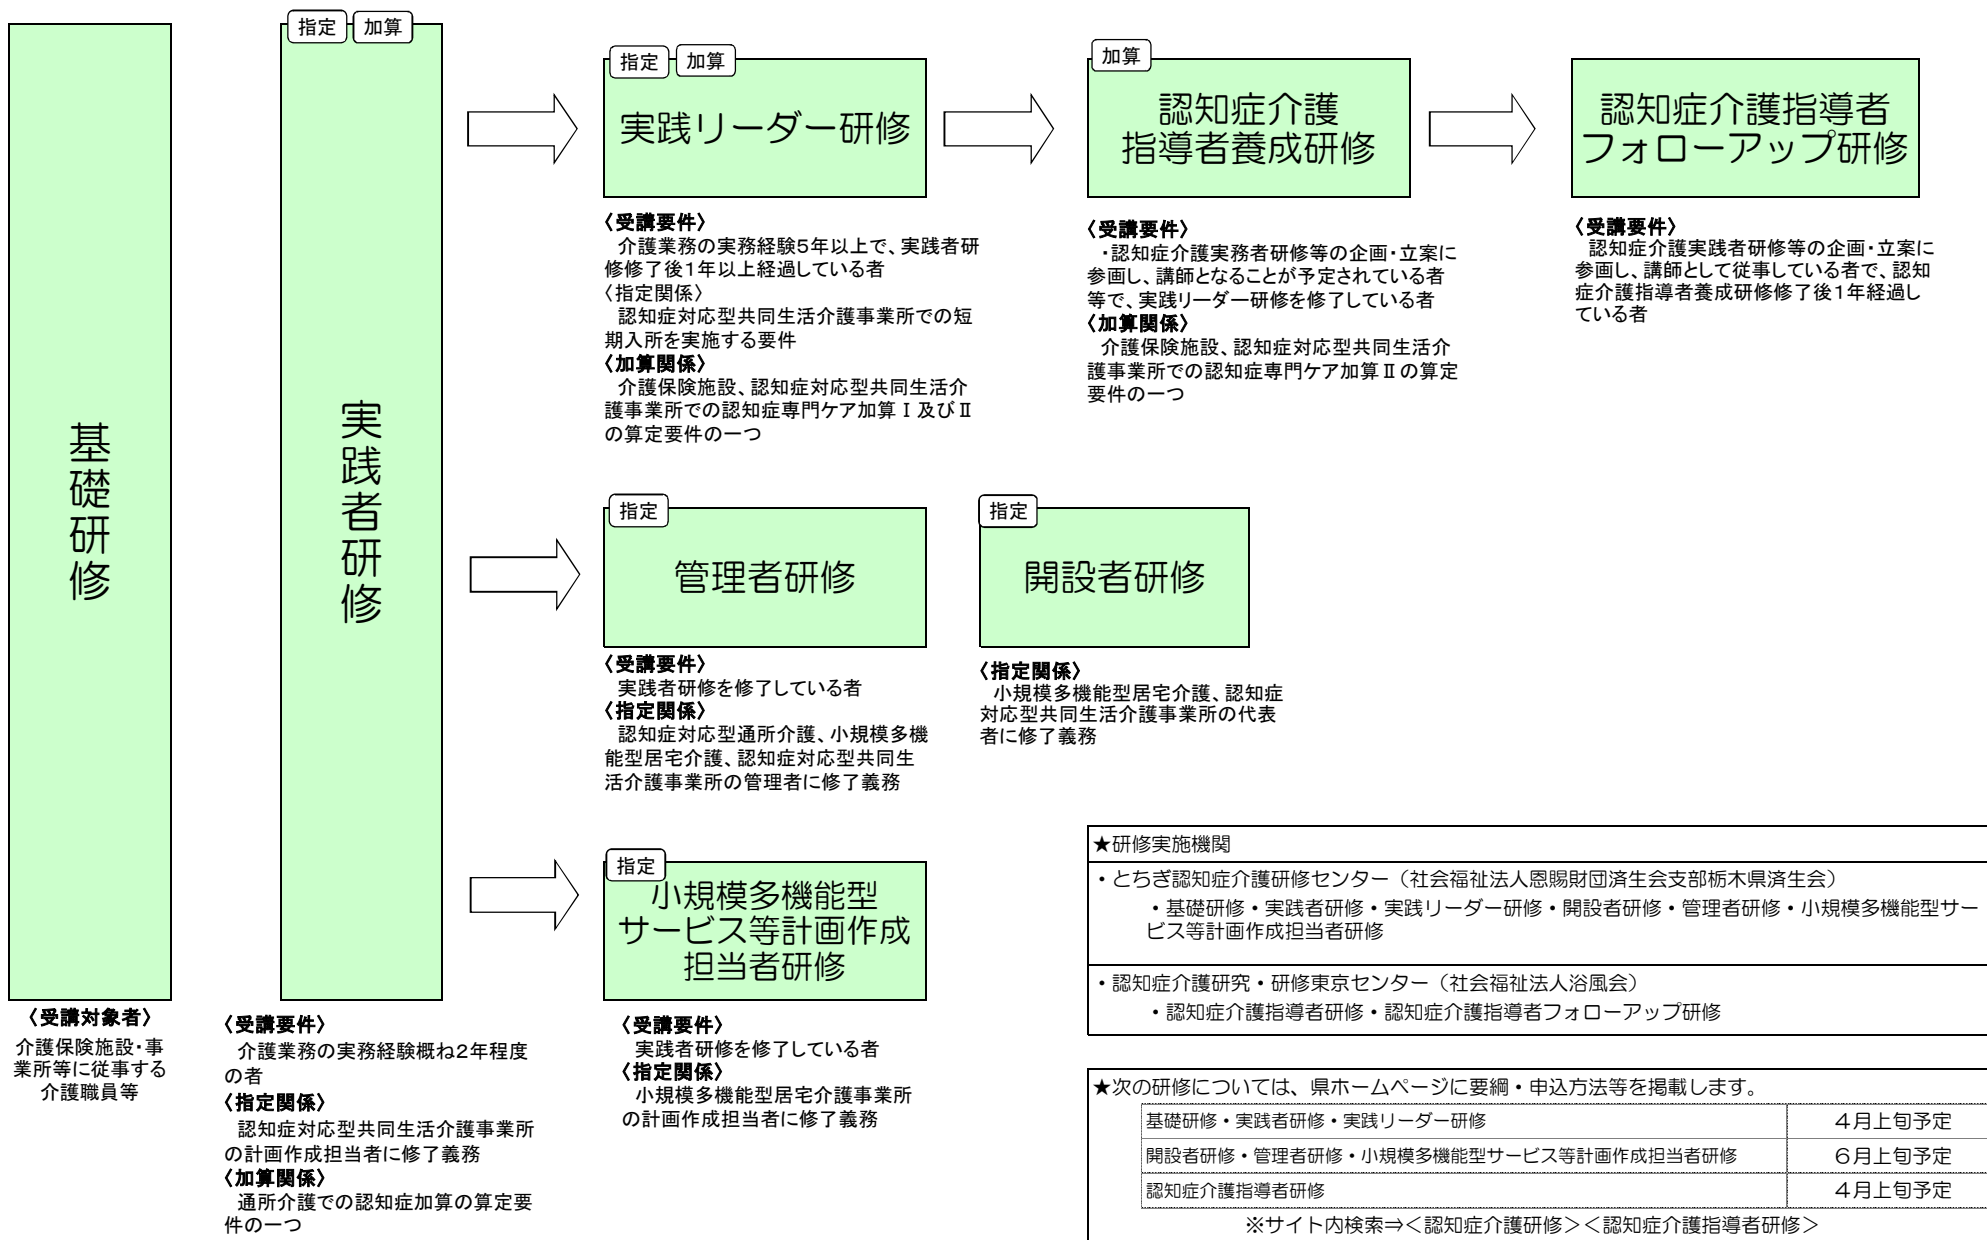 基礎研修
〈受講対象者〉
介護保険施設・事
業所等に従事する
介護職員等
指定 加算
実践者研修
〈受講要件〉
介護業務の実務経験概ね2年程度
の者
〈指定関係〉
認知症対応型共同生活介護事業所
の計画作成担当者に修了義務
〈加算関係〉
通所介護での認知症加算の算定要
件の一つ
指定 加算
実践リーダー研修
〈受講要件〉
介護業務の実務経験5年以上で、実践者研
修修了後1年以上経過している者
〈指定関係〉
認知症対応型共同生活介護事業所での短
期入所を実施する要件
〈加算関係〉
介護保険施設、認知症対応型共同生活介
護事業所での認知症専門ケア加算Ⅰ及びⅡ
の算定要件の一つ
加算
認知症介護
指導者養成研修
〈受講要件〉
・認知症介護実務者研修等の企画・立案に
参画し、講師となることが予定されている者
等で、実践リーダー研修を修了している者
〈加算関係〉
介護保険施設、認知症対応型共同生活介
護事業所での認知症専門ケア加算Ⅱの算定
要件の一つ
認知症介護指導者
フォローアップ研修
〈受講要件〉
認知症介護実践者研修等の企画・立案に
参画し、講師として従事している者で、認知
症介護指導者養成研修修了後1年経過し
ている者
指定
管理者研修
〈受講要件〉
実践者研修を修了している者
〈指定関係〉
認知症対応型通所介護、小規模多機
能型居宅介護、認知症対応型共同生
活介護事業所の管理者に修了義務
指定
開設者研修
〈指定関係〉
小規模多機能型居宅介護、認知症
対応型共同生活介護事業所の代表
者に修了義務
指定
小規模多機能型
サービス等計画作成
担当者研修
〈受講要件〉
実践者研修を修了している者
〈指定関係〉
小規模多機能型居宅介護事業所
の計画作成担当者に修了義務
★研修実施機関
・とちぎ認知症介護研修センター（社会福祉法人恩賜財団済生会支部栃木県済生会）
・基礎研修・実践者研修・実践リーダー研修・開設者研修・管理者研修・小規模多機能型サー
ビス等計画作成担当者研修
・認知症介護研究・研修東京センター（社会福祉法人浴風会）
・認知症介護指導者研修・認知症介護指導者フォローアップ研修
★次の研修については、県ホームページに要綱・申込方法等を掲載します。
基礎研修・実践者研修・実践リーダー研修 4月上旬予定
開設者研修・管理者研修・小規模多機能型サービス等計画作成担当者研修 6月上旬予定
認知症介護指導者研修 4月上旬予定
※サイト内検索⇒＜認知症介護研修＞＜認知症介護指導者研修＞